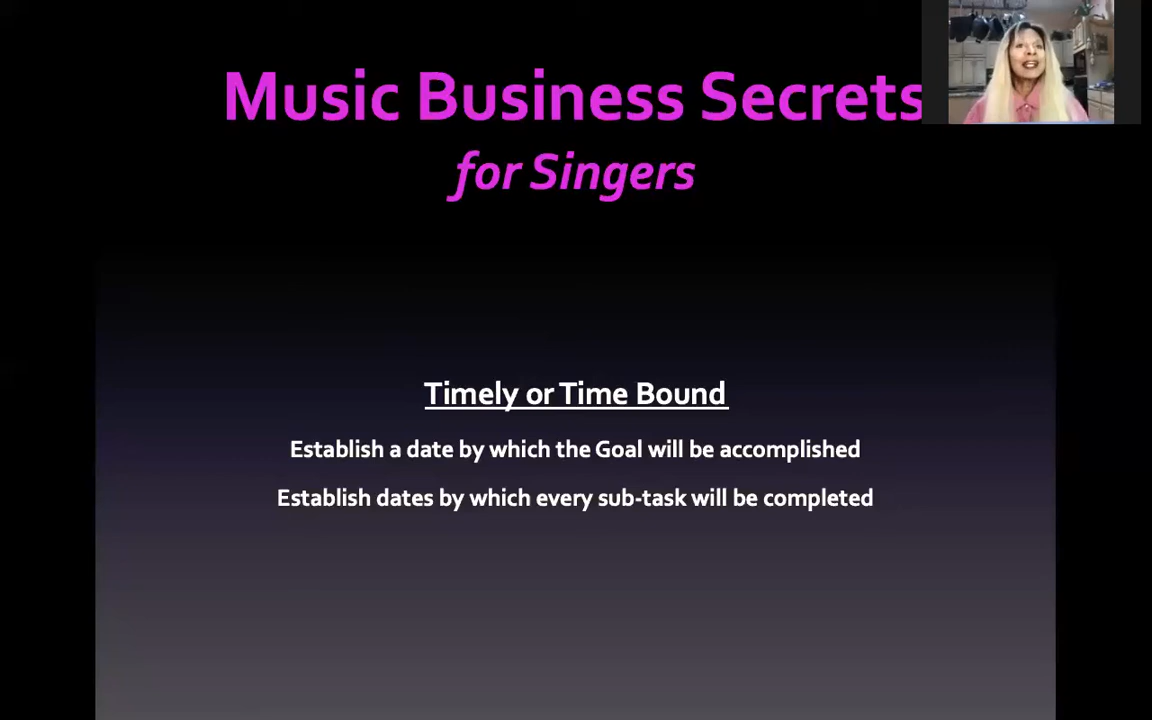 Music Business Secrets
for Singers
Timely or Time Bound
Establish a date by which the Goal will be accomplished
Establish dates by which every sub-task will be completed